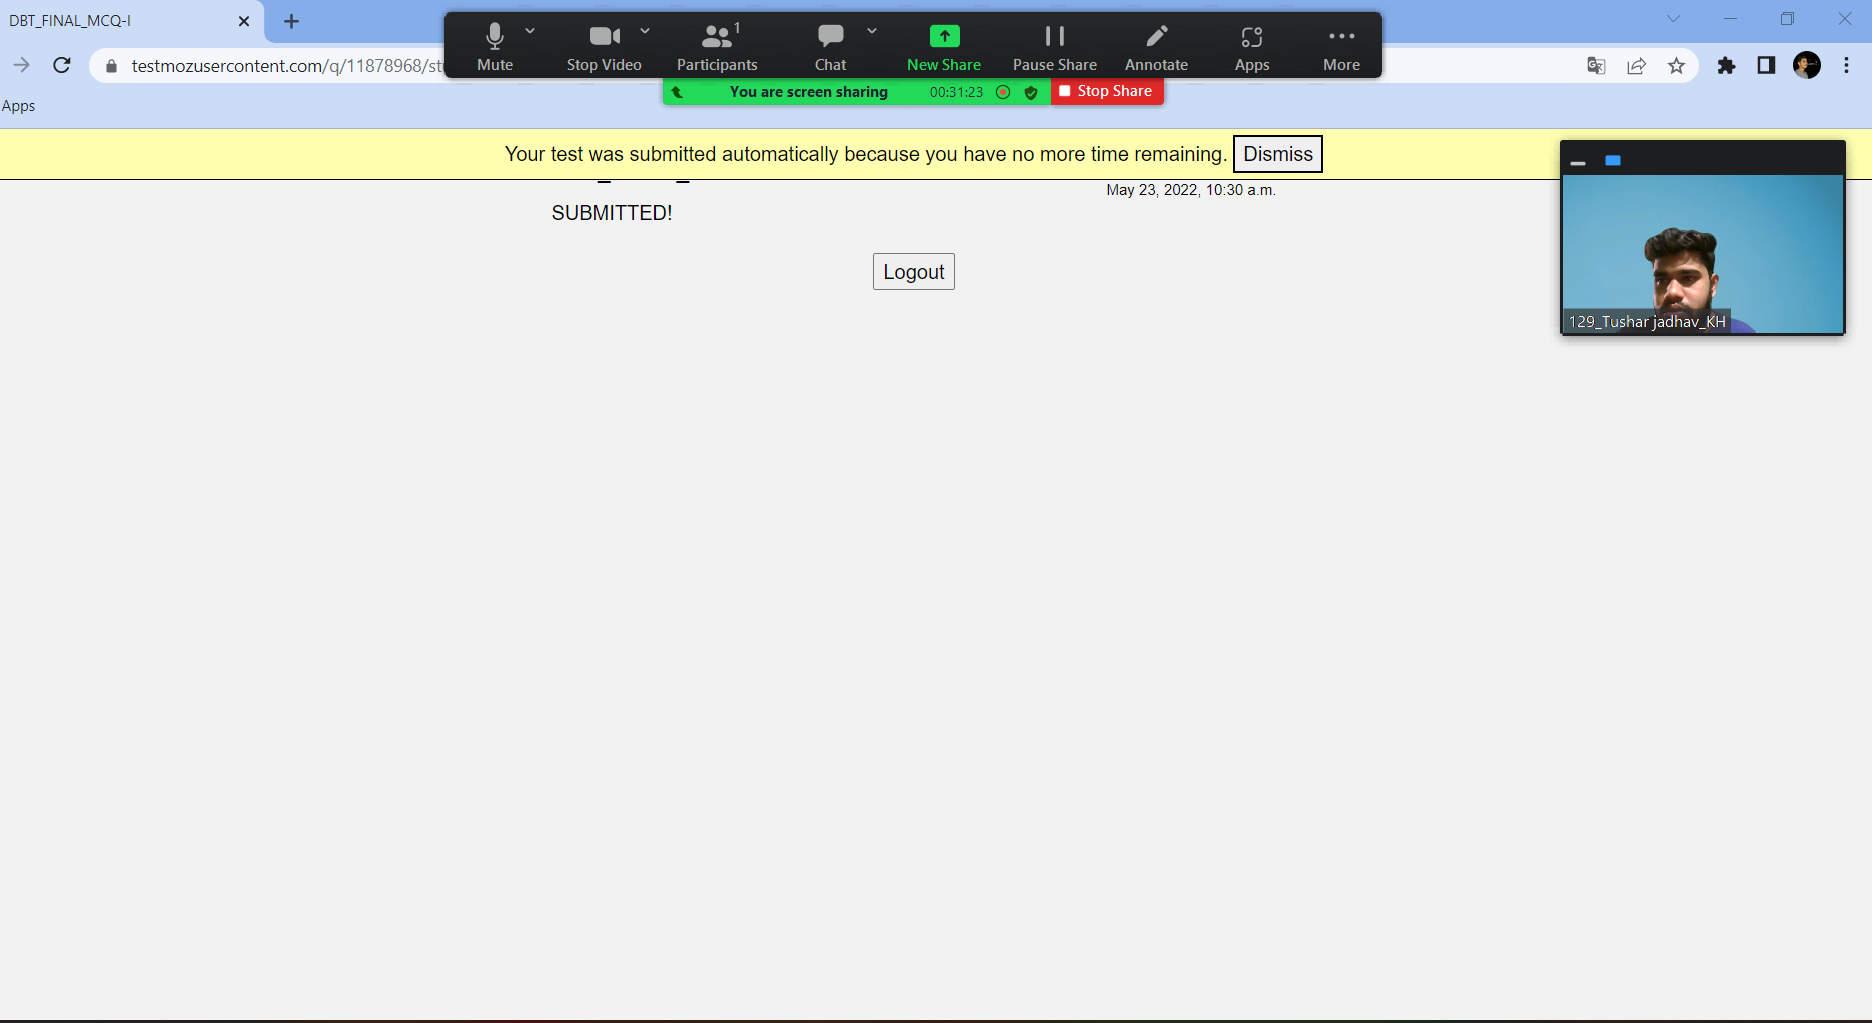 DBT_FINAL_MCQ-I
testmozusercontent.com/q/11878968/st
Mute
Stop Video
Participants
1
Chat
New Share
Pause Share
Annotate
Apps
More
You are screen sharing
00:31:23
Stop Share
Apps
Your test was submitted automatically because you have no more time remaining.
Dismiss
May 23, 2022, 10:30 a.m.
SUBMITTED!
Logout
129_Tushar jadhav_KH